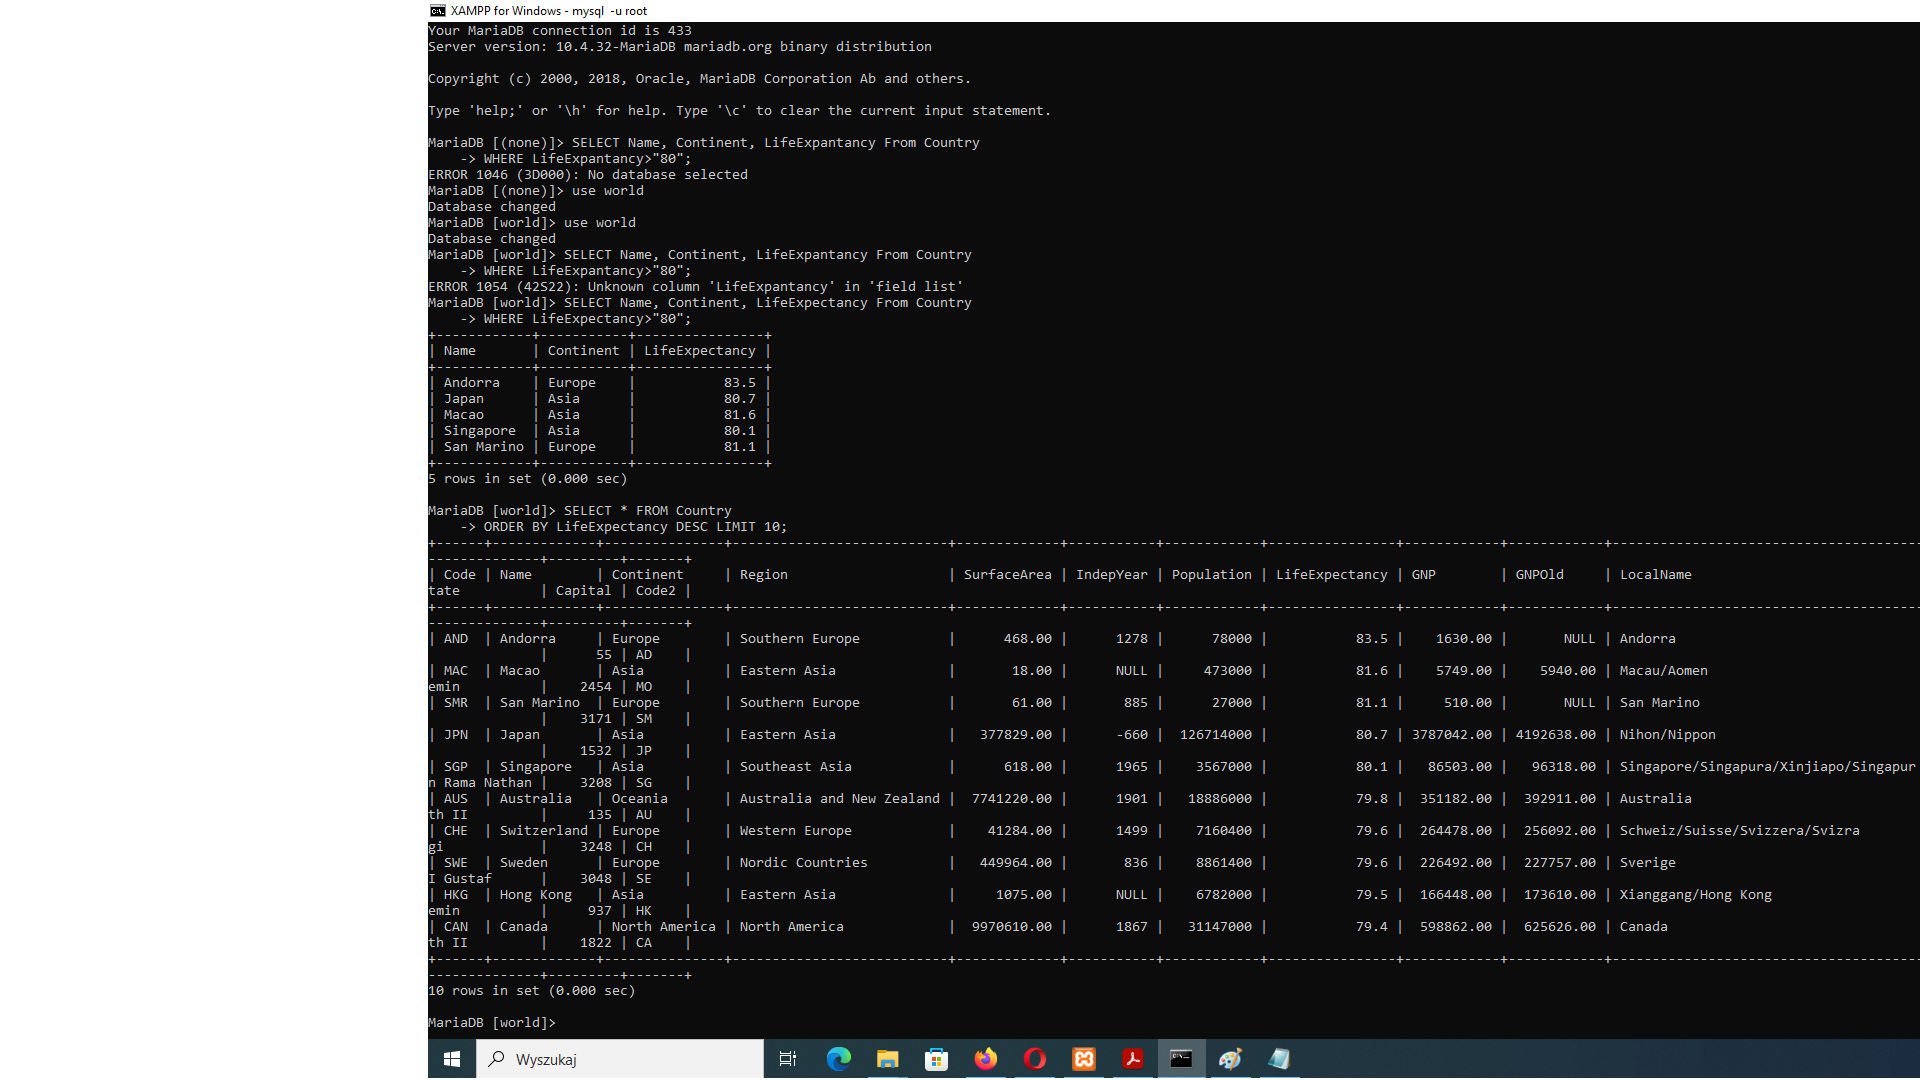 XAMPP for Windows - mysql  -u root
Your MariaDB connection id is 433
Server version: 10.4.32-MariaDB mariadb.org binary distribution
Copyright (c) 2000, 2018, Oracle, MariaDB Corporation Ab and others.
Type 'help;' or '\h' for help. Type '\c' to clear the current input statement.
MariaDB [(none)]> SELECT Name, Continent, LifeExpantancy From Country
    -> WHERE LifeExpantancy>"80";
ERROR 1046 (3D000): No database selected
MariaDB [(none)]> use world
Database changed
MariaDB [world]> use world
Database changed
MariaDB [world]> SELECT Name, Continent, LifeExpantancy From Country
    -> WHERE LifeExpantancy>"80";
ERROR 1054 (42S22): Unknown column 'LifeExpantancy' in 'field list'
MariaDB [world]> SELECT Name, Continent, LifeExpectancy From Country
    -> WHERE LifeExpectancy>"80";
+------------+-----------+----------------+
| Name       | Continent | LifeExpectancy |
+------------+-----------+----------------+
| Andorra    | Europe    |           83.5 |
| Japan      | Asia      |           80.7 |
| Macao      | Asia      |           81.6 |
| Singapore  | Asia      |           80.1 |
| San Marino | Europe    |           81.1 |
+------------+-----------+----------------+
5 rows in set (0.000 sec)
MariaDB [world]> SELECT * FROM Country
    -> ORDER BY LifeExpectancy DESC LIMIT 10;
+------+-------------+---------------+---------------------------+-------------+-----------+------------+----------------+------------+------------+---------------------------------------
--------------+---------+-------+
| Code | Name        | Continent     | Region                    | SurfaceArea | IndepYear | Population | LifeExpectancy | GNP        | GNPOld     | LocalName
tate          | Capital | Code2 |
+------+-------------+---------------+---------------------------+-------------+-----------+------------+----------------+------------+------------+---------------------------------------
--------------+---------+-------+
| AND  | Andorra     | Europe        | Southern Europe           |      468.00 |      1278 |      78000 |           83.5 |    1630.00 |       NULL | Andorra
              |      55 | AD    |
| MAC  | Macao       | Asia          | Eastern Asia              |       18.00 |      NULL |     473000 |           81.6 |    5749.00 |    5940.00 | Macau/Aomen
emin          |    2454 | MO    |
| SMR  | San Marino  | Europe        | Southern Europe           |       61.00 |       885 |      27000 |           81.1 |     510.00 |       NULL | San Marino
              |    3171 | SM    |
| JPN  | Japan       | Asia          | Eastern Asia              |   377829.00 |      -660 |  126714000 |           80.7 | 3787042.00 | 4192638.00 | Nihon/Nippon
              |    1532 | JP    |
| SGP  | Singapore   | Asia          | Southeast Asia            |      618.00 |      1965 |    3567000 |           80.1 |   86503.00 |   96318.00 | Singapore/Singapura/Xinjiapo/Singapur
n Rama Nathan |    3208 | SG    |
| AUS  | Australia   | Oceania       | Australia and New Zealand |  7741220.00 |      1901 |   18886000 |           79.8 |  351182.00 |  392911.00 | Australia
th II         |     135 | AU    |
| CHE  | Switzerland | Europe        | Western Europe            |    41284.00 |      1499 |    7160400 |           79.6 |  264478.00 |  256092.00 | Schweiz/Suisse/Svizzera/Svizra
gi            |    3248 | CH    |
| SWE  | Sweden      | Europe        | Nordic Countries          |   449964.00 |       836 |    8861400 |           79.6 |  226492.00 |  227757.00 | Sverige
I Gustaf      |    3048 | SE    |
| HKG  | Hong Kong   | Asia          | Eastern Asia              |     1075.00 |      NULL |    6782000 |           79.5 |  166448.00 |  173610.00 | Xianggang/Hong Kong
emin          |     937 | HK    |
| CAN  | Canada      | North America | North America             |  9970610.00 |      1867 |   31147000 |           79.4 |  598862.00 |  625626.00 | Canada
th II         |    1822 | CA    |
+------+-------------+---------------+---------------------------+-------------+-----------+------------+----------------+------------+------------+---------------------------------------
--------------+---------+-------+
10 rows in set (0.000 sec)
MariaDB [world]>
Wyszukaj